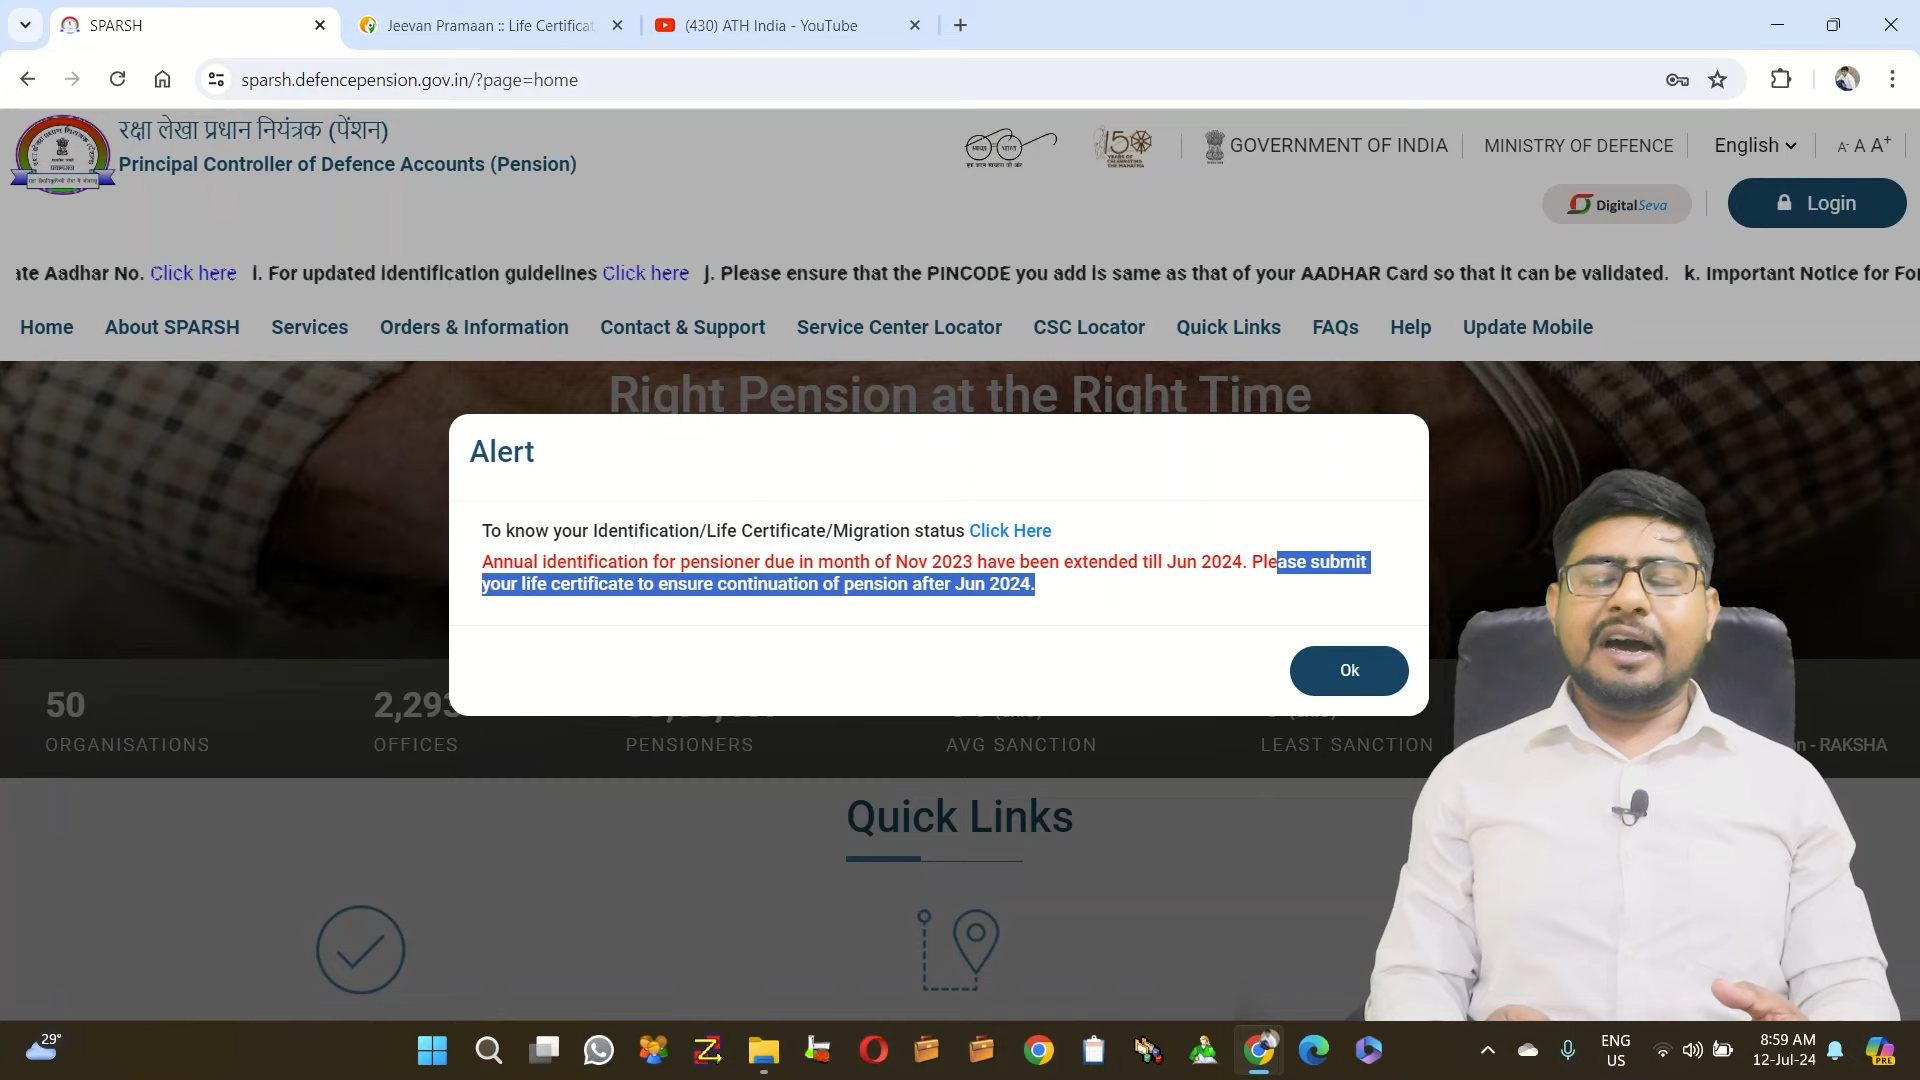 SPARSH
Jeevan Pramaan :: Life Certificat
(430) ATH India - YouTube
sparsh.defencepension.gov.in/?page=home
रक्षा लेखा प्रधान नियंत्रक (पेंशन)
Principal Controller of Defence Accounts (Pension)
GOVERNMENT OF INDIA
MINISTRY OF DEFENCE
English
A- A A+
DigitalSeva
Login
ate Aadhar No. Click here i. For updated identification guidelines Click here j. Please ensure that the PINCODE you add is same as that of your AADHAR Card so that it can be validated. k. Important Notice for For
Home About SPARSH Services Orders & Information Contact & Support Service Center Locator CSC Locator Quick Links FAQs Help Update Mobile
Right Pension at the Right Time
Alert
To know your Identification/Life Certificate/Migration status Click Here
Annual identification for pensioner due in month of Nov 2023 have been extended till Jun 2024. Please submit
your life certificate to ensure continuation of pension after Jun 2024.
Ok
50
2,293
ORGANISATIONS
OFFICES
PENSIONERS
AVG SANCTION
LEAST SANCTION
on - RAKSHA
Quick Links
29°
ENG
US
8:59 AM
12-Jul-24
PRE